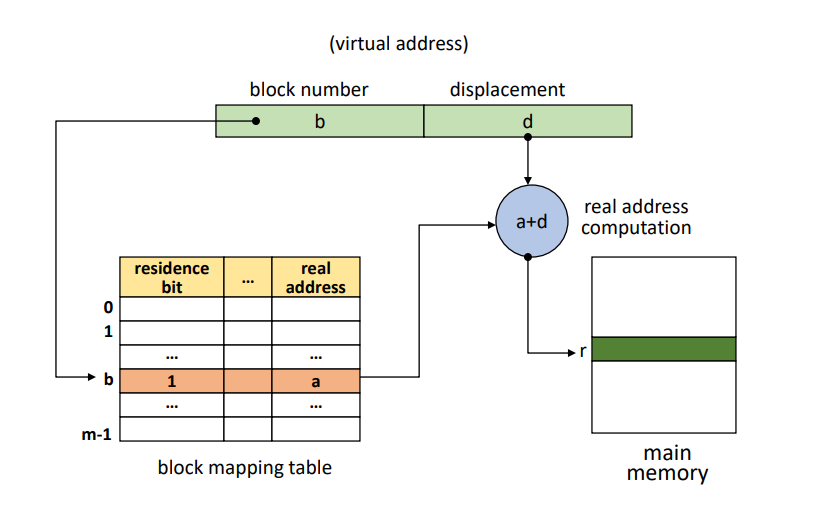 (virtual address)
block number displacement
b d
a+d
real address
computation
residence
bit
...
real
address
0
1
... ...
r
b 1 a
... ...
m-1
block mapping table
main
memory